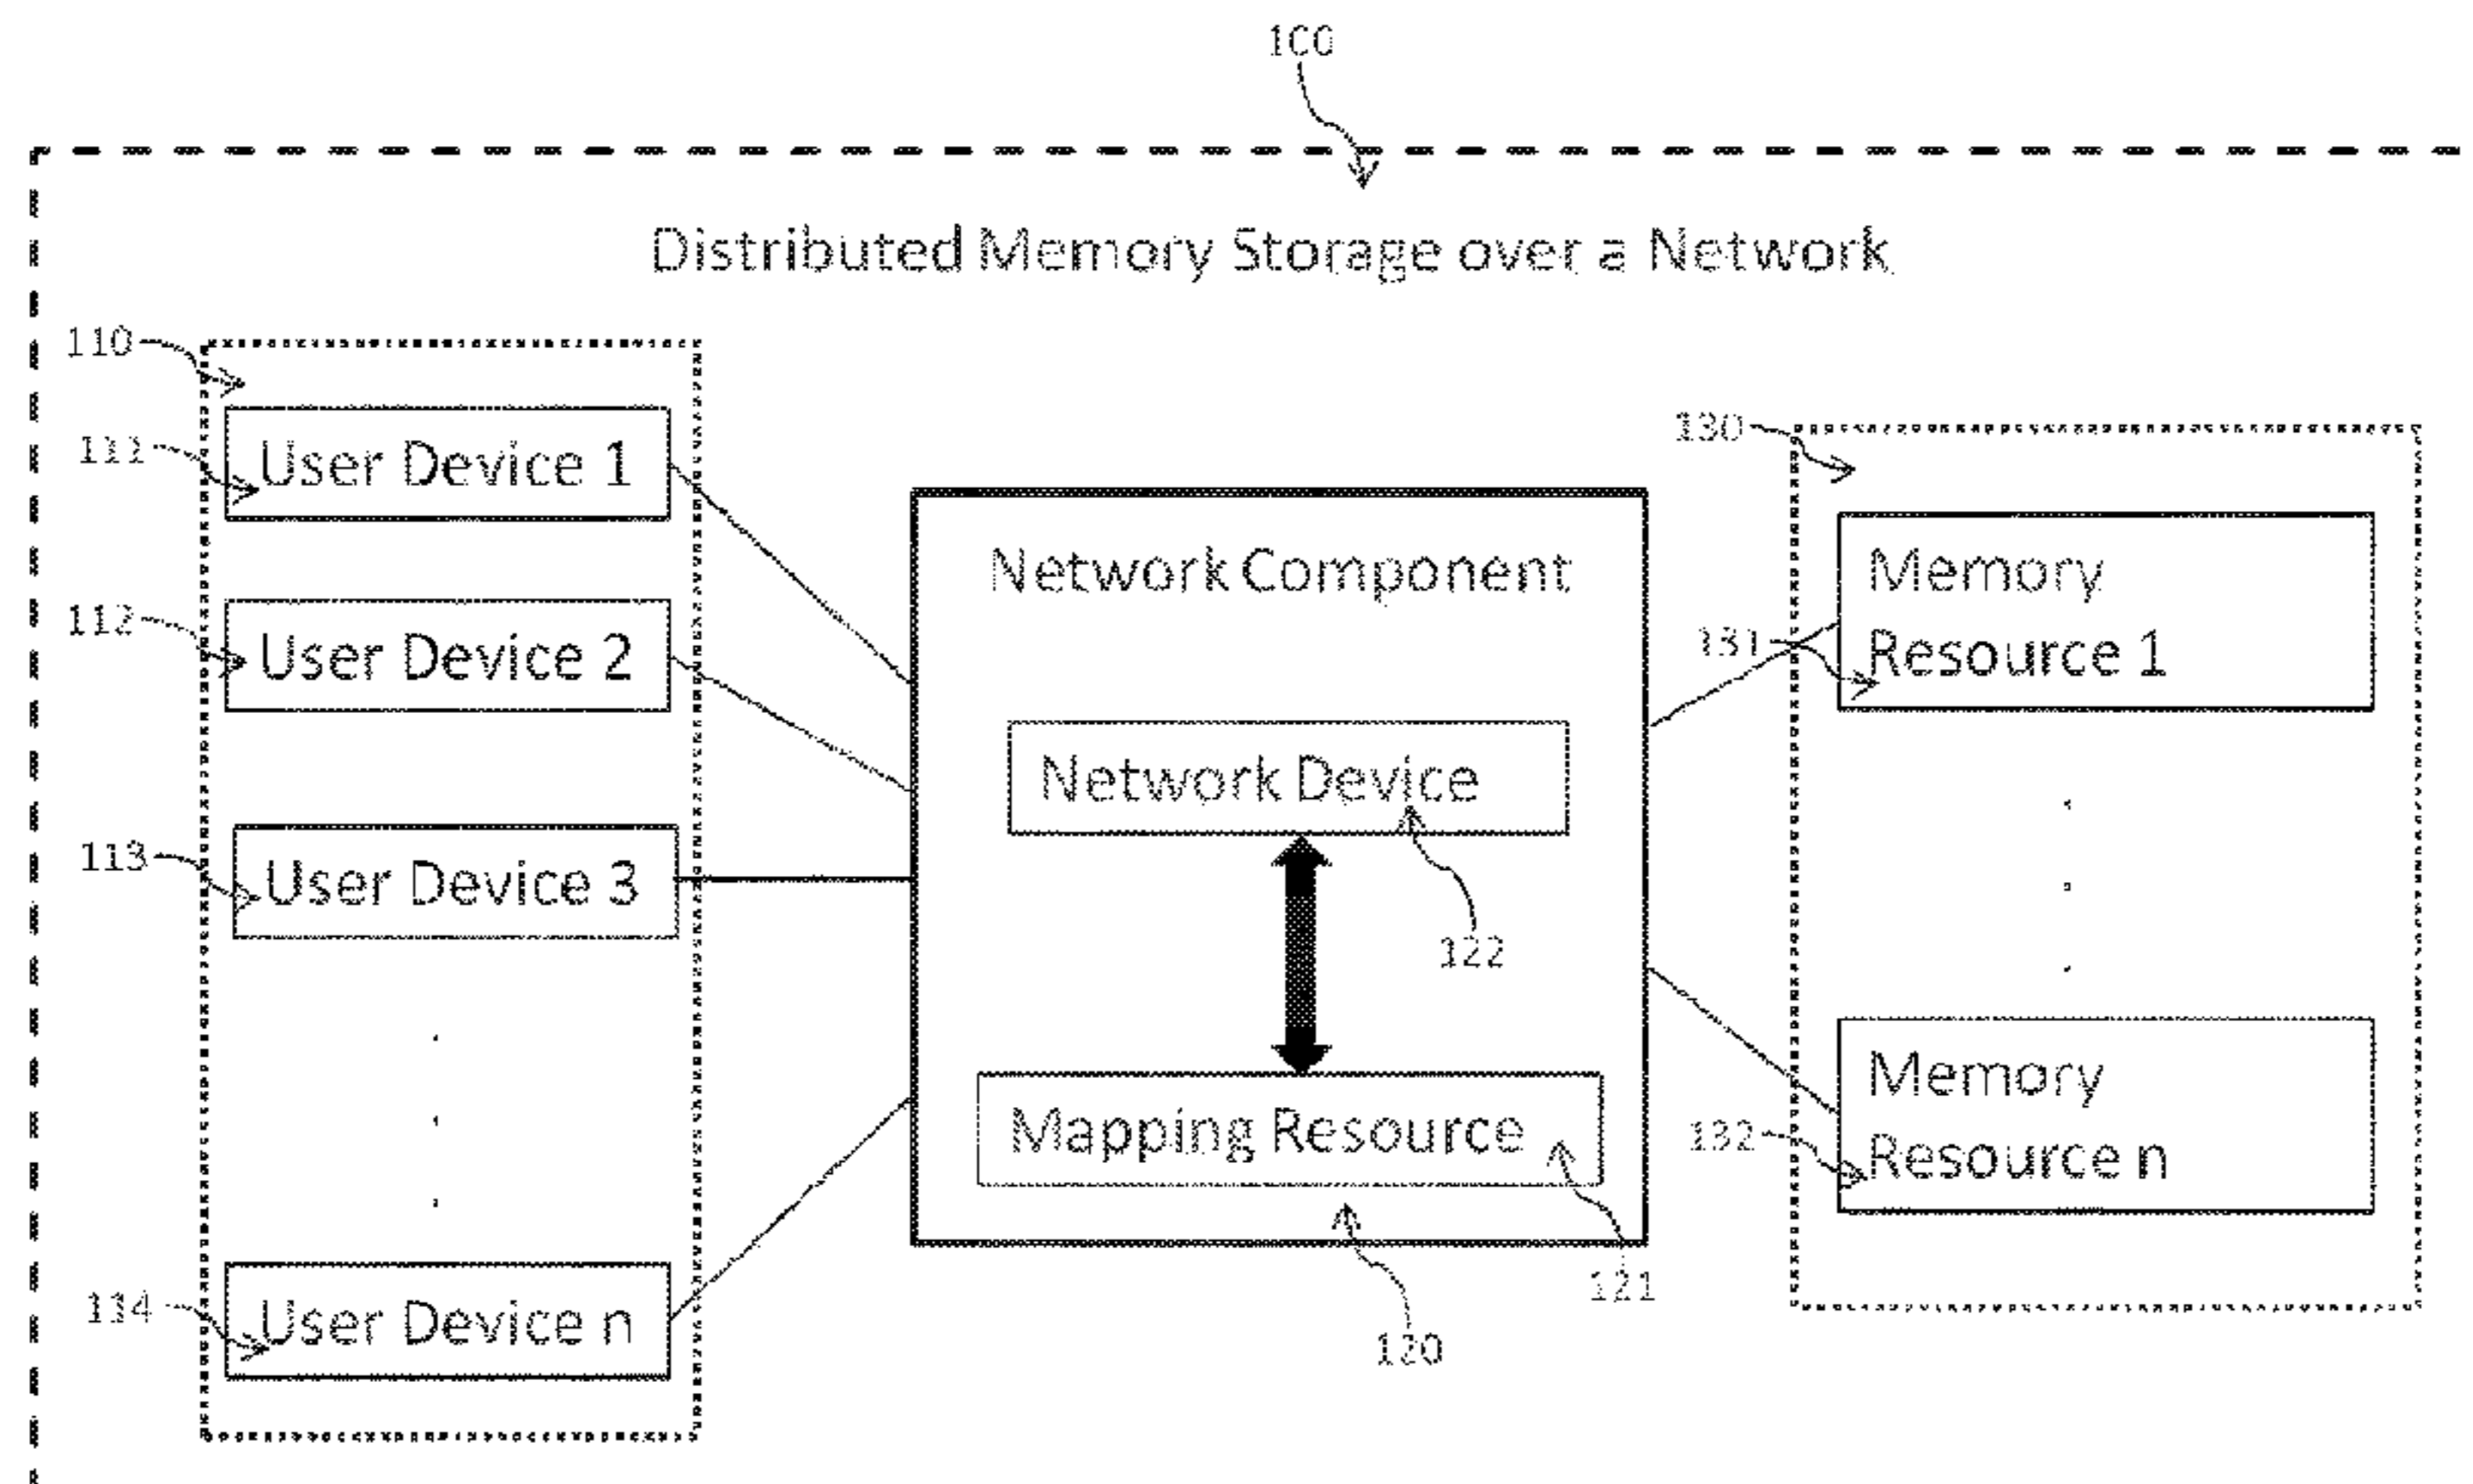 100
Distributed Memory Storage over a Network
110
111
User Device 1
112
User Device 2
113
User Device 3
114
User Device n
Network Component
Network Device
122
Mapping Resource
121
120
130
Memory
131
Resource 1
Memory
132
Resource n